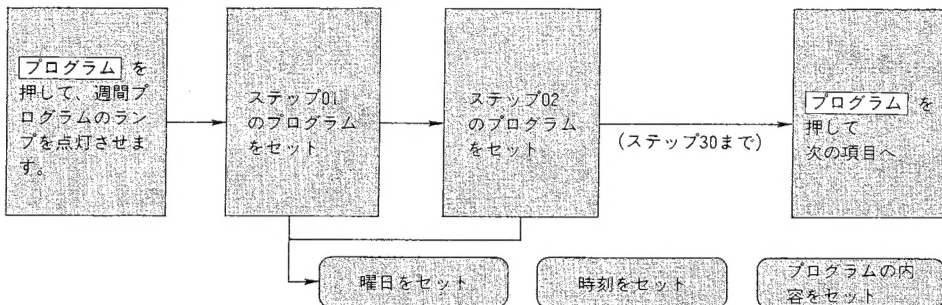 プログラム を
押して、週間プ
ログラムのラン
プを点灯させま
す。
ステップ01
のプログラム
をセット
ステップ02
のプログラム
をセット
(ステップ30まで)
プログラム を
押して
次の項目へ
曜日をセット
時刻をセット
プログラムの内
容をセット